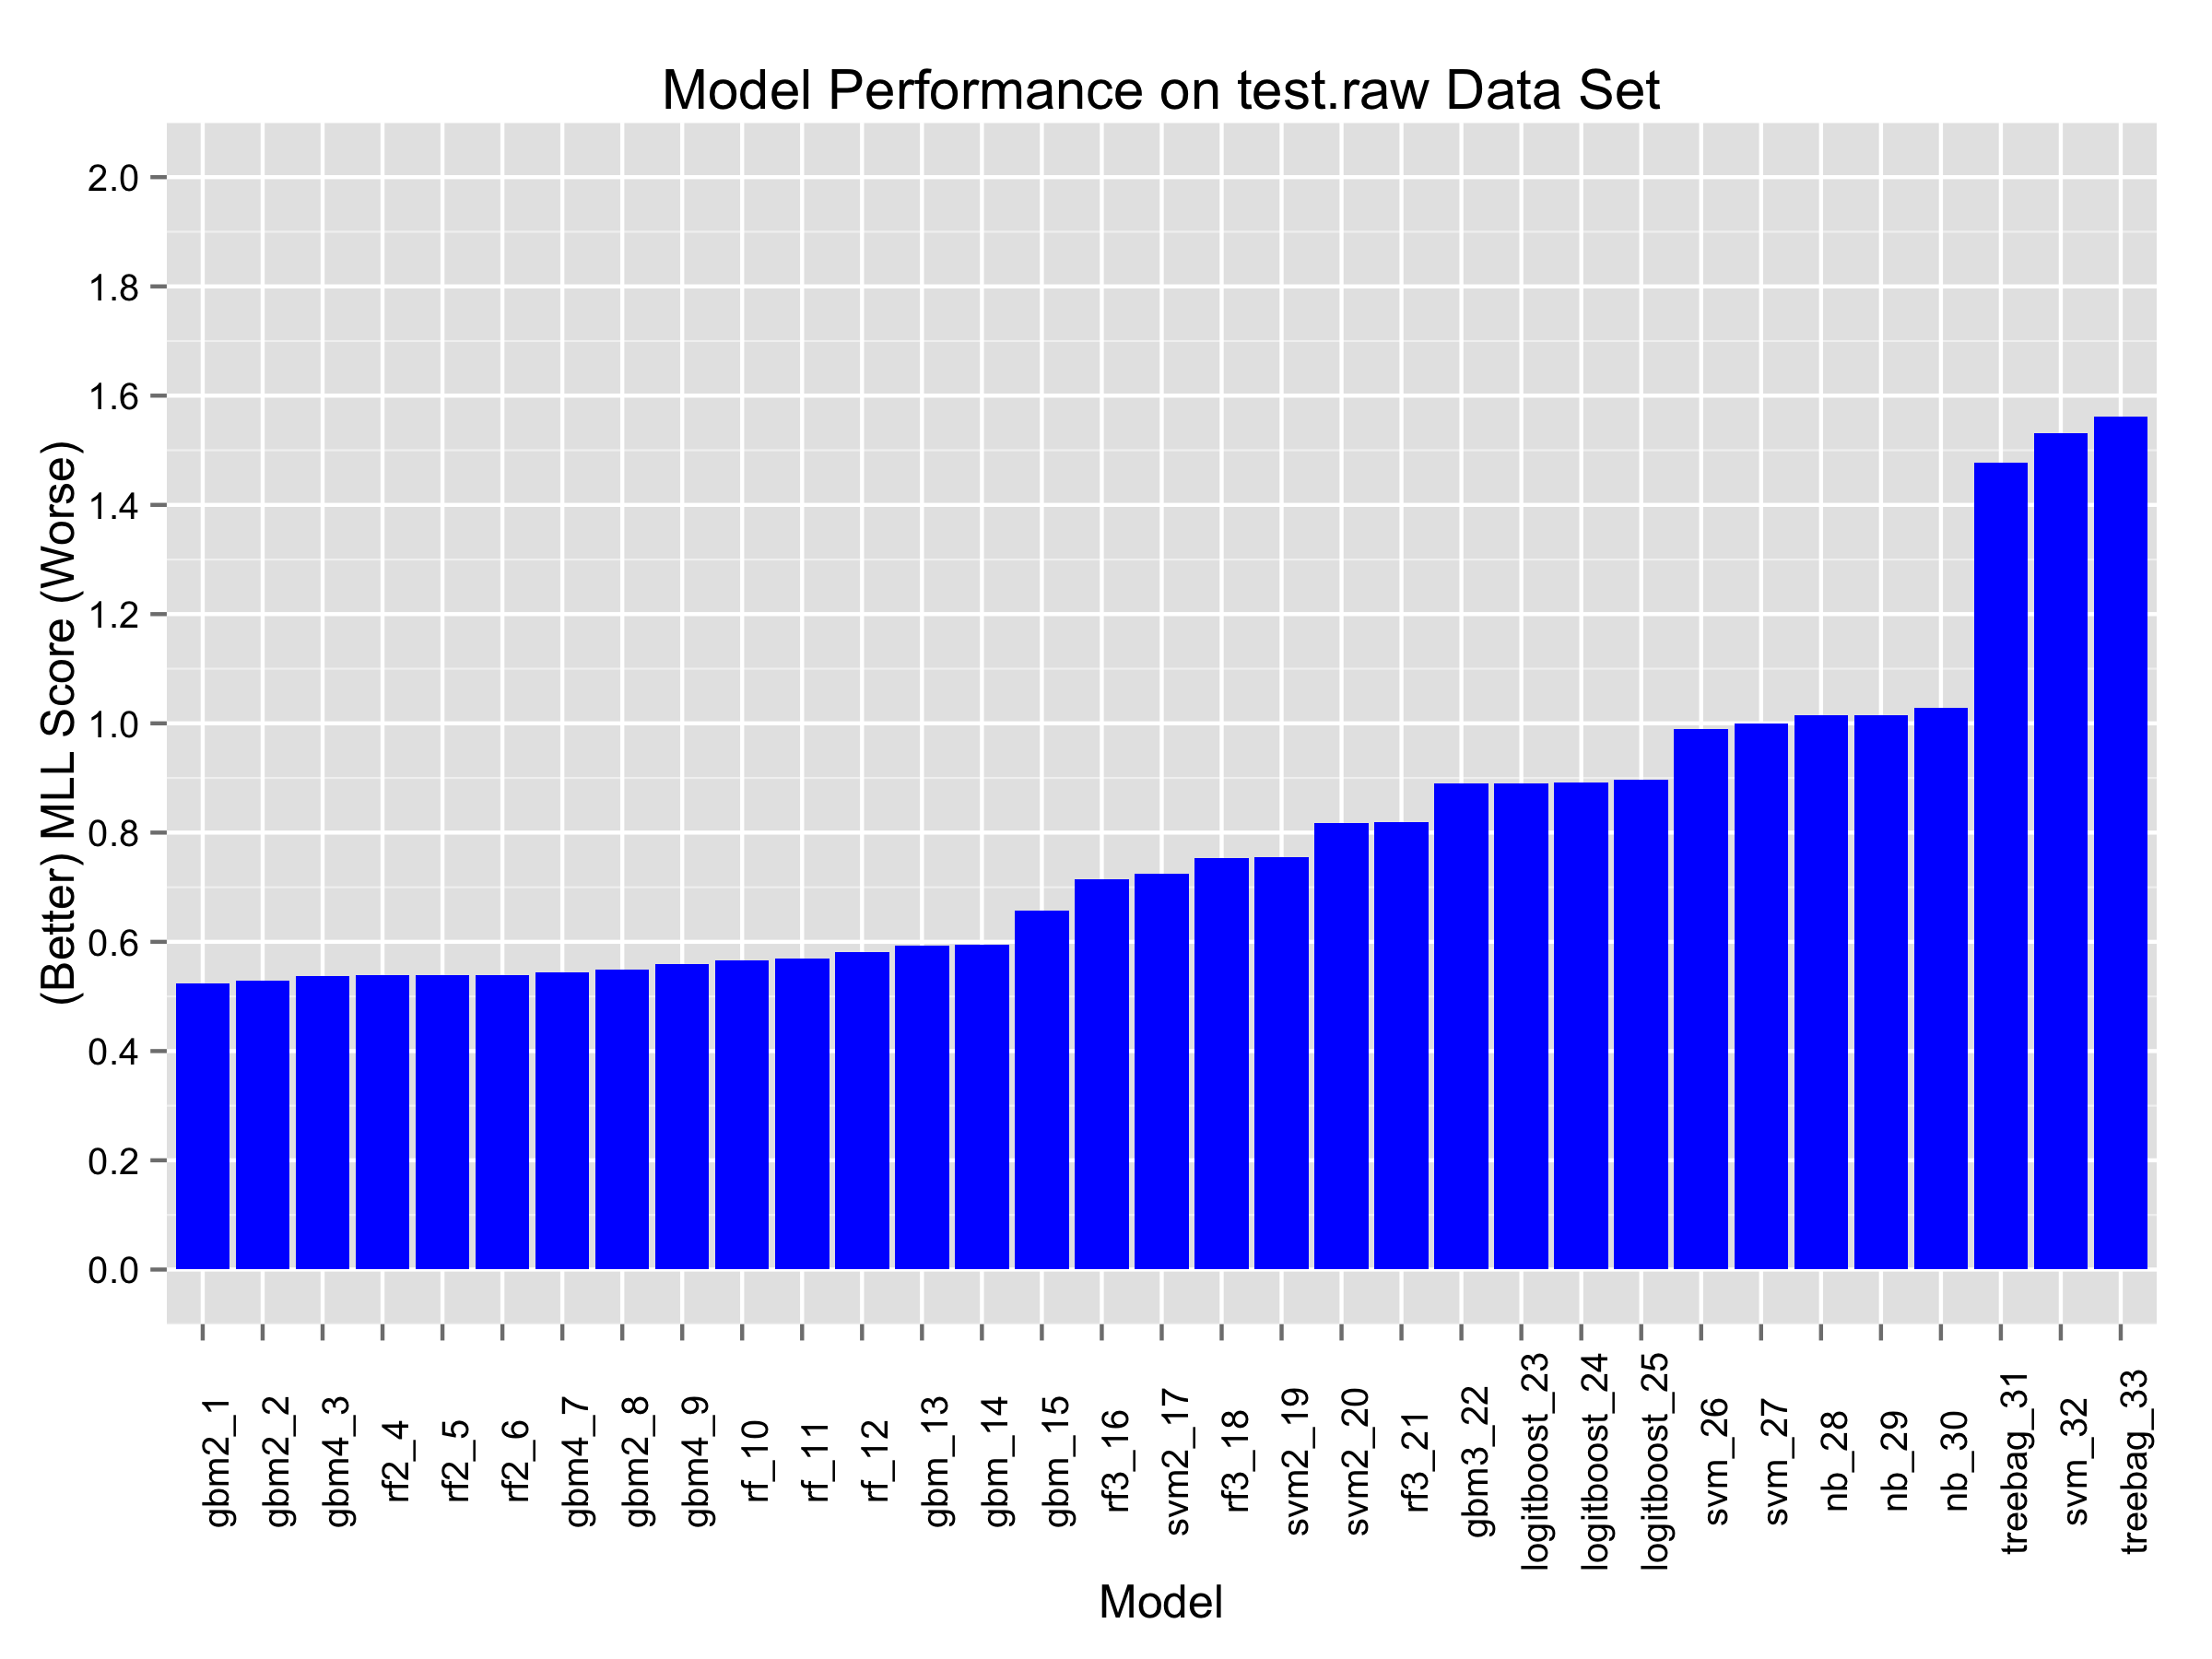 Model Performance on test.raw Data Set
(Better) MLL Score (Worse)
2.0
1.8
1.6
1.4
1.2
1.0
0.8
0.6
0.4
0.2
0.0
gbm2_1
gbm2_2
gbm4_3
rf2_4
rf2_5
rf2_6
gbm4_7
gbm2_8
gbm4_9
rf_10
rf_11
rf_12
gbm_13
gbm_14
gbm_15
rf3_16
svm2_17
rf3_18
svm2_19
svm2_20
rf3_21
gbm3_22
logitboost_23
logitboost_24
logitboost_25
svm_26
svm_27
nb_28
nb_29
nb_30
treebag_31
svm_32
treebag_33
Model